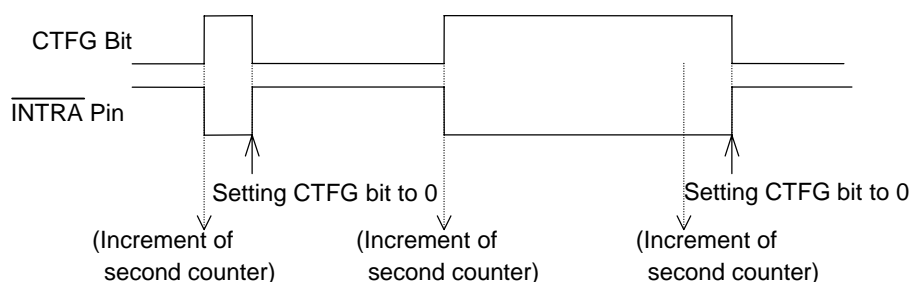 CTFG Bit
INTRA Pin
Setting CTFG bit to 0
Setting CTFG bit to 0
(Increment of
second counter)
(Increment of
second counter)
(Increment of
second counter)